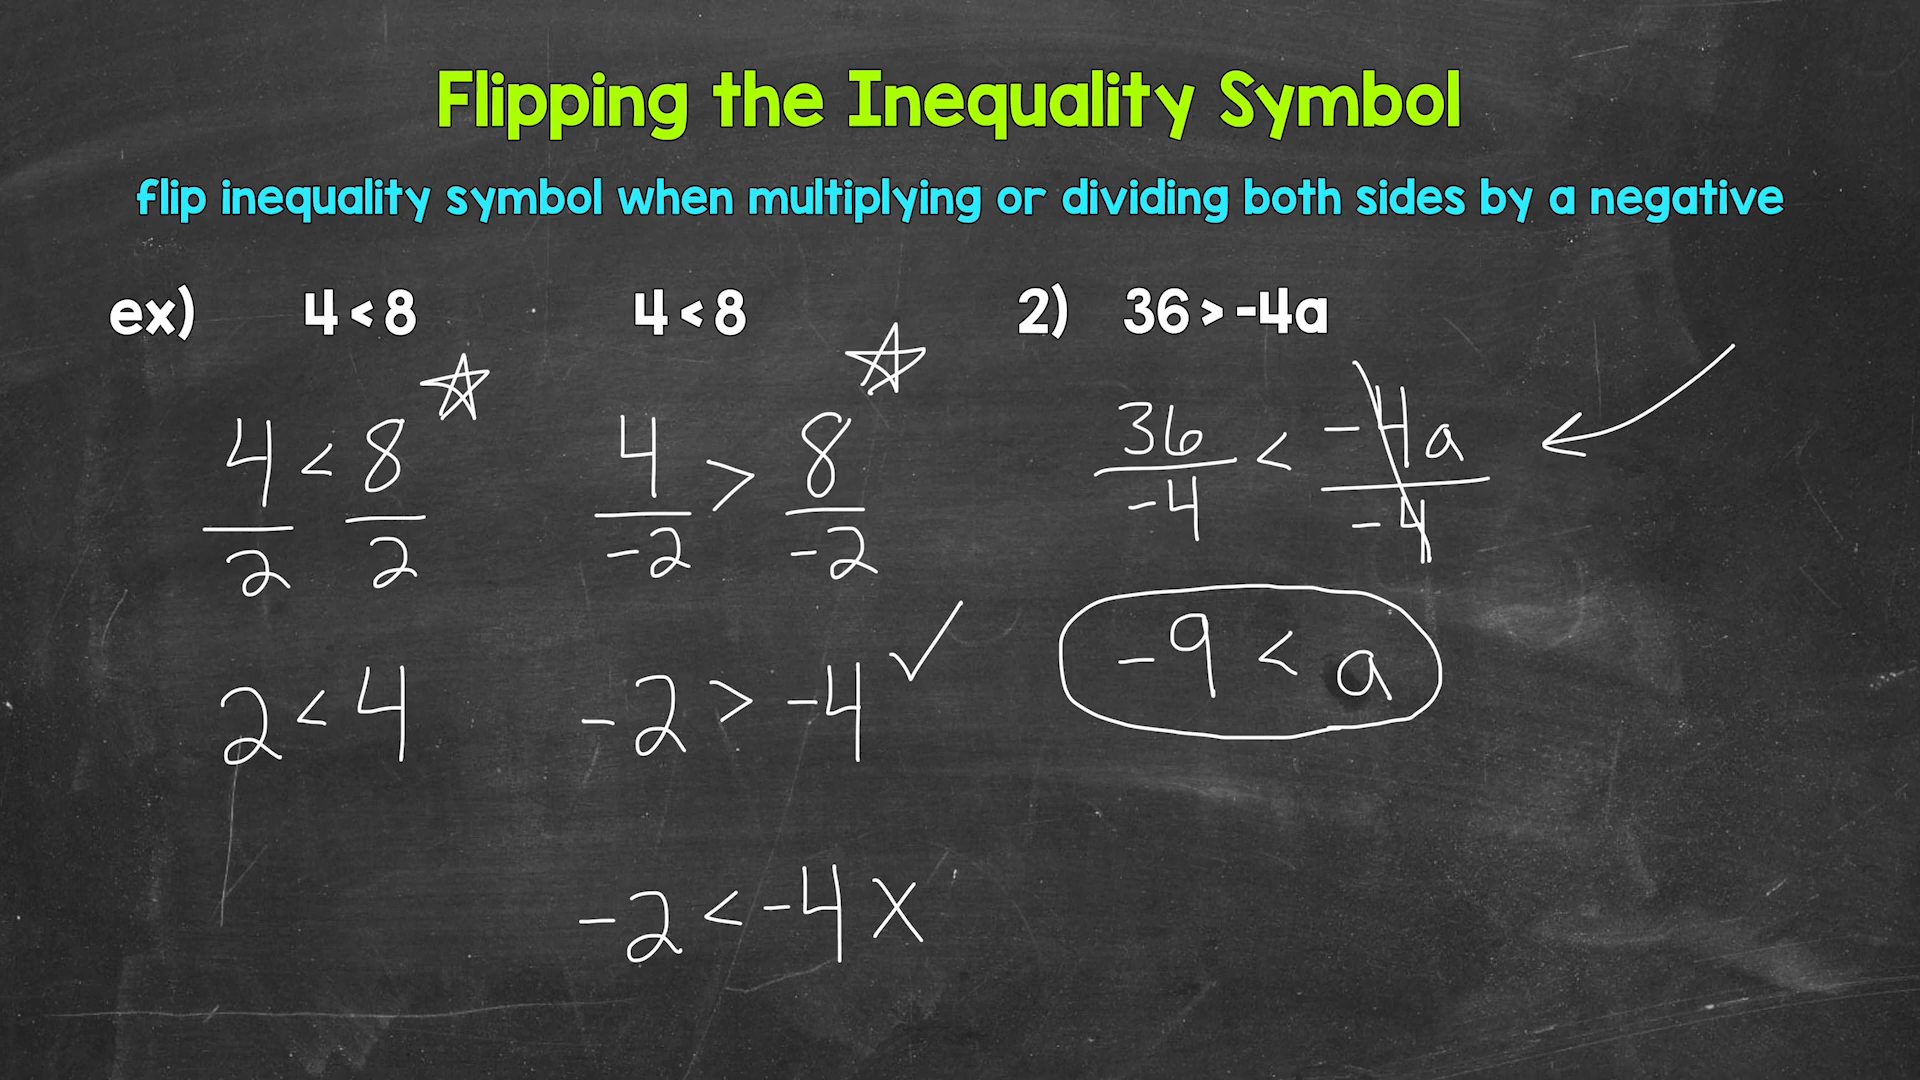 Flipping the Inequality Symbol
flip inequality symbol when multiplying or dividing both sides by a negative
ex) 4 < 8
4 < 8
4 < 8
2 2
2 < 4
4 < 8
4 > 8
-2 -2
-2 > -4 ✓
-2 < -4 X
2) 36 > -4a
36 < -4a
-4 -4
-9 < a